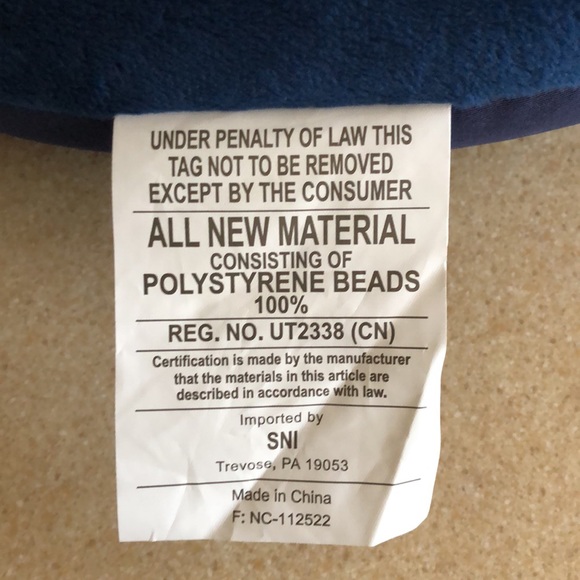 UNDER PENALTY OF LAW THIS
TAG NOT TO BE REMOVED
EXCEPT BY THE CONSUMER
ALL NEW MATERIAL
CONSISTING OF
POLYSTYRENE BEADS
100%
REG. NO. UT2338 (CN)
Certification is made by the manufacturer
that the materials in this article are
described in accordance with law.
Imported by
SNI
Trevose, PA 19053
Made in China
F: NC-112522